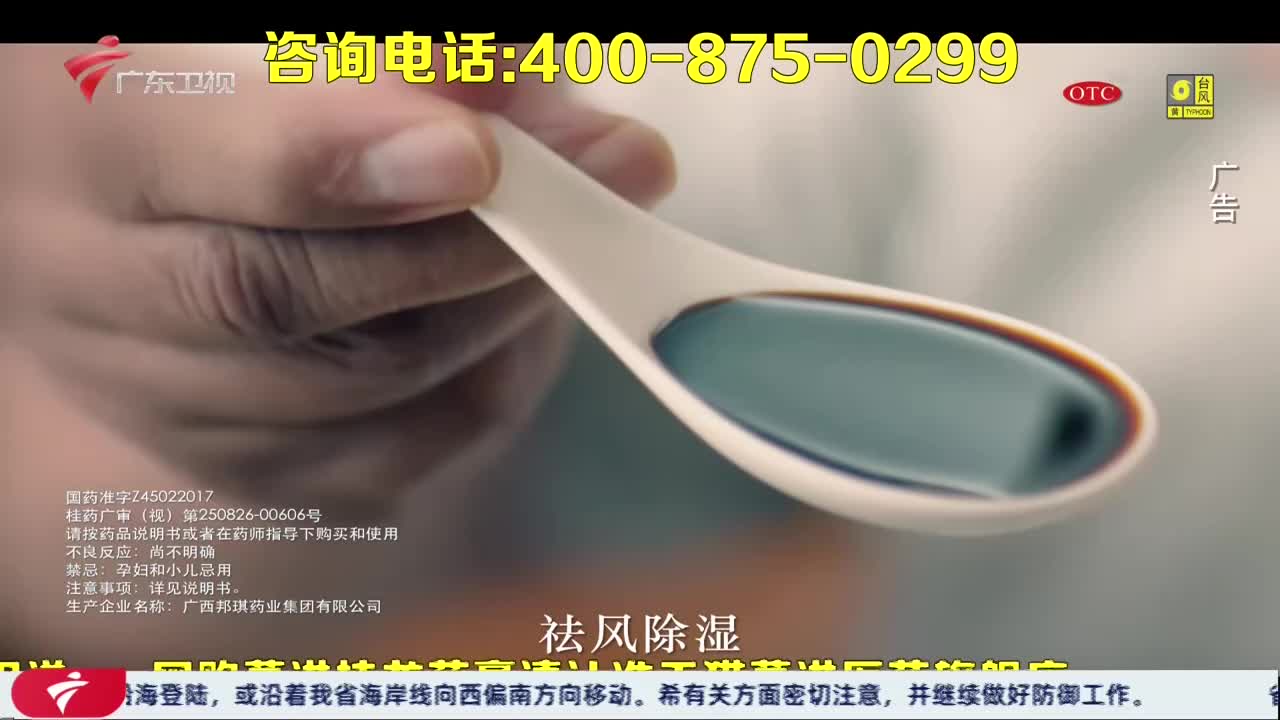 咨询电话:400-875-0299
广东卫视
OTC
台风
黄 TYPHOON
广告
国药准字Z45022017
桂药广审（视）第250826-00606号
请按药品说明书或者在药师指导下购买和使用
不良反应：尚不明确
禁忌：孕妇和小儿忌用
注意事项：详见说明书。
生产企业名称：广西邦琪药业集团有限公司
祛风除湿
沿海登陆，或沿着我省海岸线向西偏南方向移动。希有关方面密切注意，并继续做好防御工作。